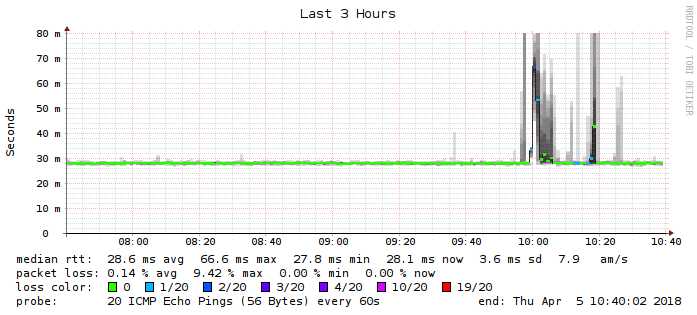 Last 3 Hours
RRDTOOL / TOBI OETIKER
Seconds
80 m
70 m
60 m
50 m
40 m
30 m
20 m
10 m
0
08:00 08:20 08:40 09:00 09:20 09:40 10:00 10:20 10:40
median rtt: 28.6 ms avg 66.6 ms max 27.8 ms min 28.1 ms now 3.6 ms sd 7.9 am/s
packet loss: 0.14 % avg 9.42 % max 0.00 % min 0.00 % now
loss color: 0 1/20 2/20 3/20 4/20 10/20 19/20
probe: 20 ICMP Echo Pings (56 Bytes) every 60s end: Thu Apr 5 10:40:02 2018